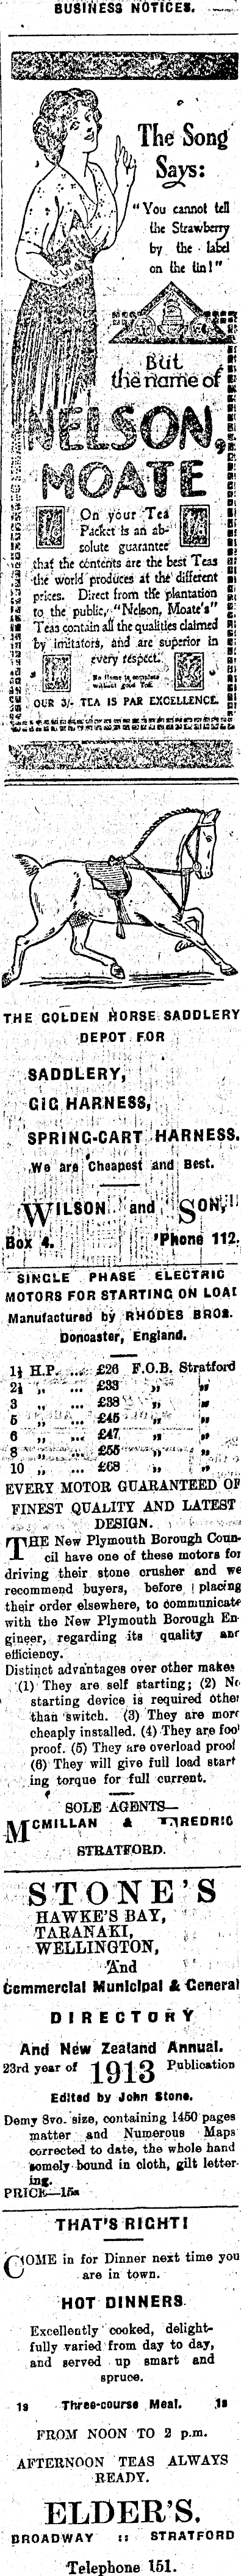 BUSINESS NOTICES.
The Song
Says:
"You cannot tell
the Strawberry
by the label
on the tin!"
But
the name of
NELSON,
MOATE
On your Tea
Packet is an ab-
solute guarantee
that the contents are the best Teas
the world produces at the different
prices. Direct from the plantation
to the public, "Nelson, Moate's"
Teas contain all the qualities claimed
by imitators, and are superior in
every respect.
No Home is complete
without good Tea.
OUR 3/- TEA IS PAR EXCELLENCE.
THE GOLDEN HORSE SADDLERY
DEPOT FOR
SADDLERY,
GIG HARNESS,
SPRING-CART HARNESS.
We are Cheapest and Best.
WILSON and SON,
Box 4. 'Phone 112.
SINGLE PHASE ELECTRIC
MOTORS FOR STARTING ON LOAD
Manufactured by RHODES BROS.
Doncaster, England.
1½ H.P. ... £26 F.O.B. Stratford
2½ ,, ... £33 ,, ,,
3 ,, ... £38 ,, ,,
5 ,, ... £45 ,, ,,
6 ,, ... £47 ,, ,,
8 ,, ... £55 ,, ,,
10 ,, ... £68 ,, ,,
EVERY MOTOR GUARANTEED OF
FINEST QUALITY AND LATEST
DESIGN.
THE New Plymouth Borough Coun-
cil have one of these motors for
driving their stone crusher and we
recommend buyers, before placing
their order elsewhere, to communicate
with the New Plymouth Borough En-
gineer, regarding its quality and
efficiency.
Distinct advantages over other makes
(1) They are self starting; (2) No
starting device is required other
than switch. (3) They are more
cheaply installed. (4) They are fool
proof. (5) They are overload proof
(6) They will give full load start
ing torque for full current.
SOLE AGENTS—
MCMILLAN & FREDRIC
STRATFORD.
STONE'S
HAWKE'S BAY,
TARANAKI,
WELLINGTON,
And
Commercial Municipal & General
DIRECTORY
And New Zealand Annual.
23rd year of 1913 Publication
Edited by John Stone.
Demy 8vo. size, containing 1450 pages
matter and Numerous Maps
corrected to date, the whole hand
somely bound in cloth, gilt letter-
ing.
PRICE—15s
THAT'S RIGHT!
COME in for Dinner next time you
are in town.
HOT DINNERS.
Excellently cooked, delight-
fully varied from day to day,
and served up smart and
spruce.
1s Three-course Meal. 1s
FROM NOON TO 2 p.m.
AFTERNOON TEAS ALWAYS
READY.
ELDER'S,
BROADWAY :: STRATFORD
Telephone 151.